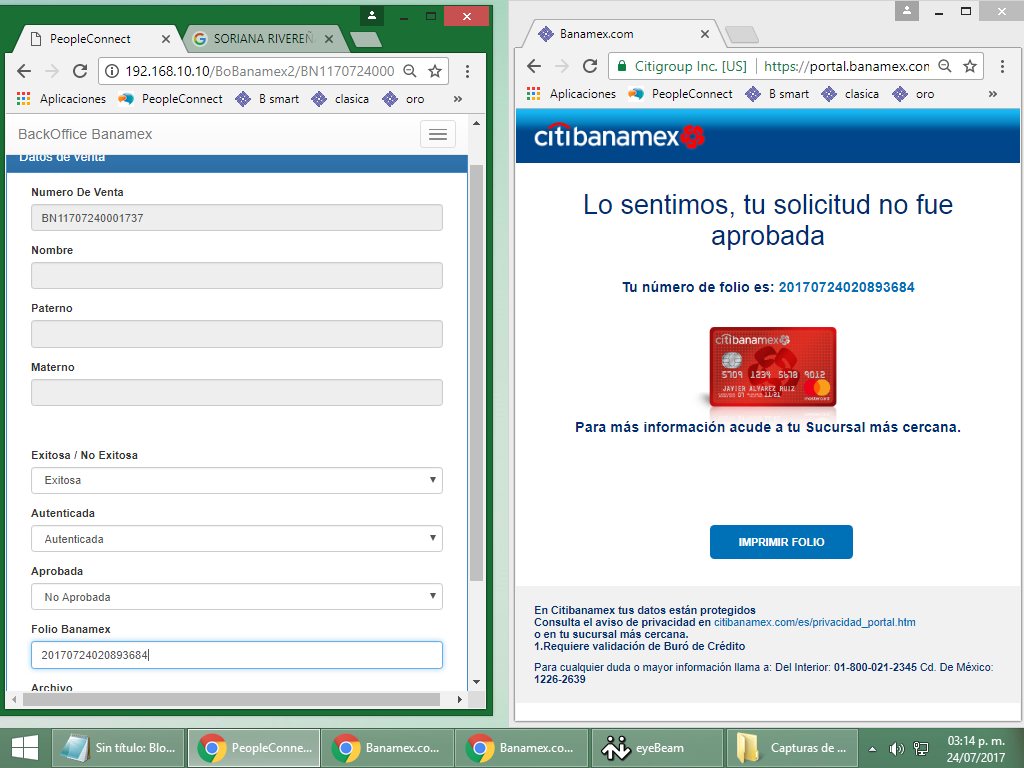 PeopleConnect
SORIANA RIVEREÑ
192.168.10.10/BoBanamex2/BN1170724000
Aplicaciones PeopleConnect B smart clasica oro »
BackOffice Banamex
Datos de venta
Numero De Venta
BN11707240001737
Nombre
Paterno
Materno
Exitosa / No Exitosa
Exitosa
Autenticada
Autenticada
Aprobada
No Aprobada
Folio Banamex
20170724020893684
Archivo
Banamex.com
Citigroup Inc. [US] https://portal.banamex.con
Aplicaciones PeopleConnect B smart clasica oro »
citibanamex
Lo sentimos, tu solicitud no fue
aprobada
Tu número de folio es: 20170724020893684
citibanamex
5709 1234 5678 9012
JAVIER ALVAREZ RUIZ
07 11/21
mastercard
Para más información acude a tu Sucursal más cercana.
IMPRIMIR FOLIO
En Citibanamex tus datos están protegidos
Consulta el aviso de privacidad en citibanamex.com/es/privacidad_portal.htm
o en tu sucursal más cercana.
1.Requiere validación de Buró de Crédito
Para cualquier duda o mayor información llama a: Del Interior: 01-800-021-2345 Cd. De México:
1226-2639
Sin título: Blo... PeopleConne... Banamex.co... Banamex.co... eyeBeam Capturas de ...
03:14 p. m.
24/07/2017